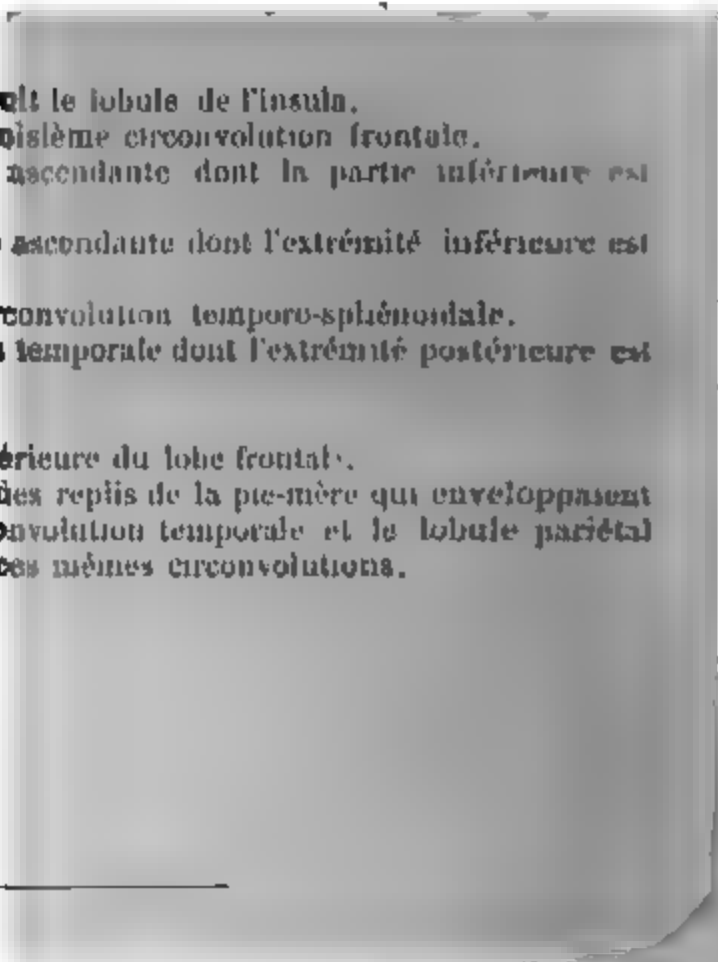 le lobule de l'insula.
circonvolution frontale.
ascendante dont la partie inférieure est
ascendante dont l'extrémité inférieure est
convolution temporo-sphénoïdale.
temporale dont l'extrémité postérieure est
érieure du lobe frontal.
des replis de la pie-mère qui enveloppaient
nvolution temporale et le lobule pariétal
ces mêmes circonvolutions.